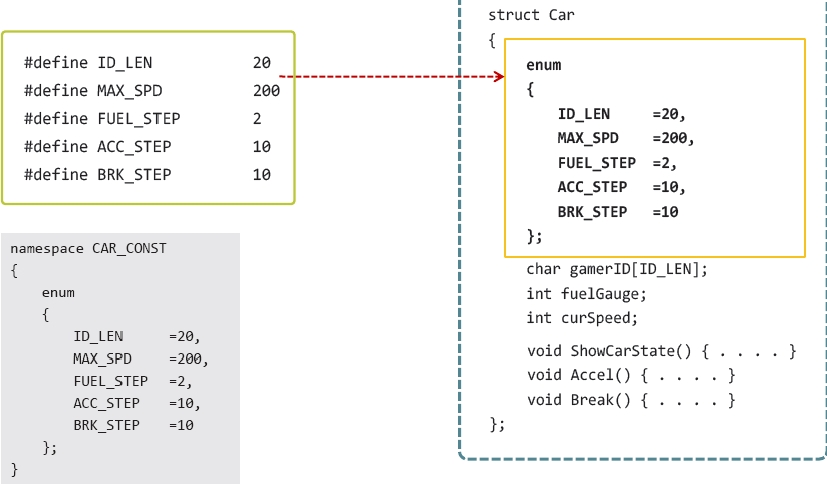 #define ID_LEN 20
#define MAX_SPD 200
#define FUEL_STEP 2
#define ACC_STEP 10
#define BRK_STEP 10
namespace CAR_CONST
{
enum
{
ID_LEN =20,
MAX_SPD =200,
FUEL_STEP =2,
ACC_STEP =10,
BRK_STEP =10
};
}
struct Car
{
enum
{
ID_LEN =20,
MAX_SPD =200,
FUEL_STEP =2,
ACC_STEP =10,
BRK_STEP =10
};
char gamerID[ID_LEN];
int fuelGauge;
int curSpeed;
void ShowCarState() { . . . . }
void Accel() { . . . . }
void Break() { . . . . }
};